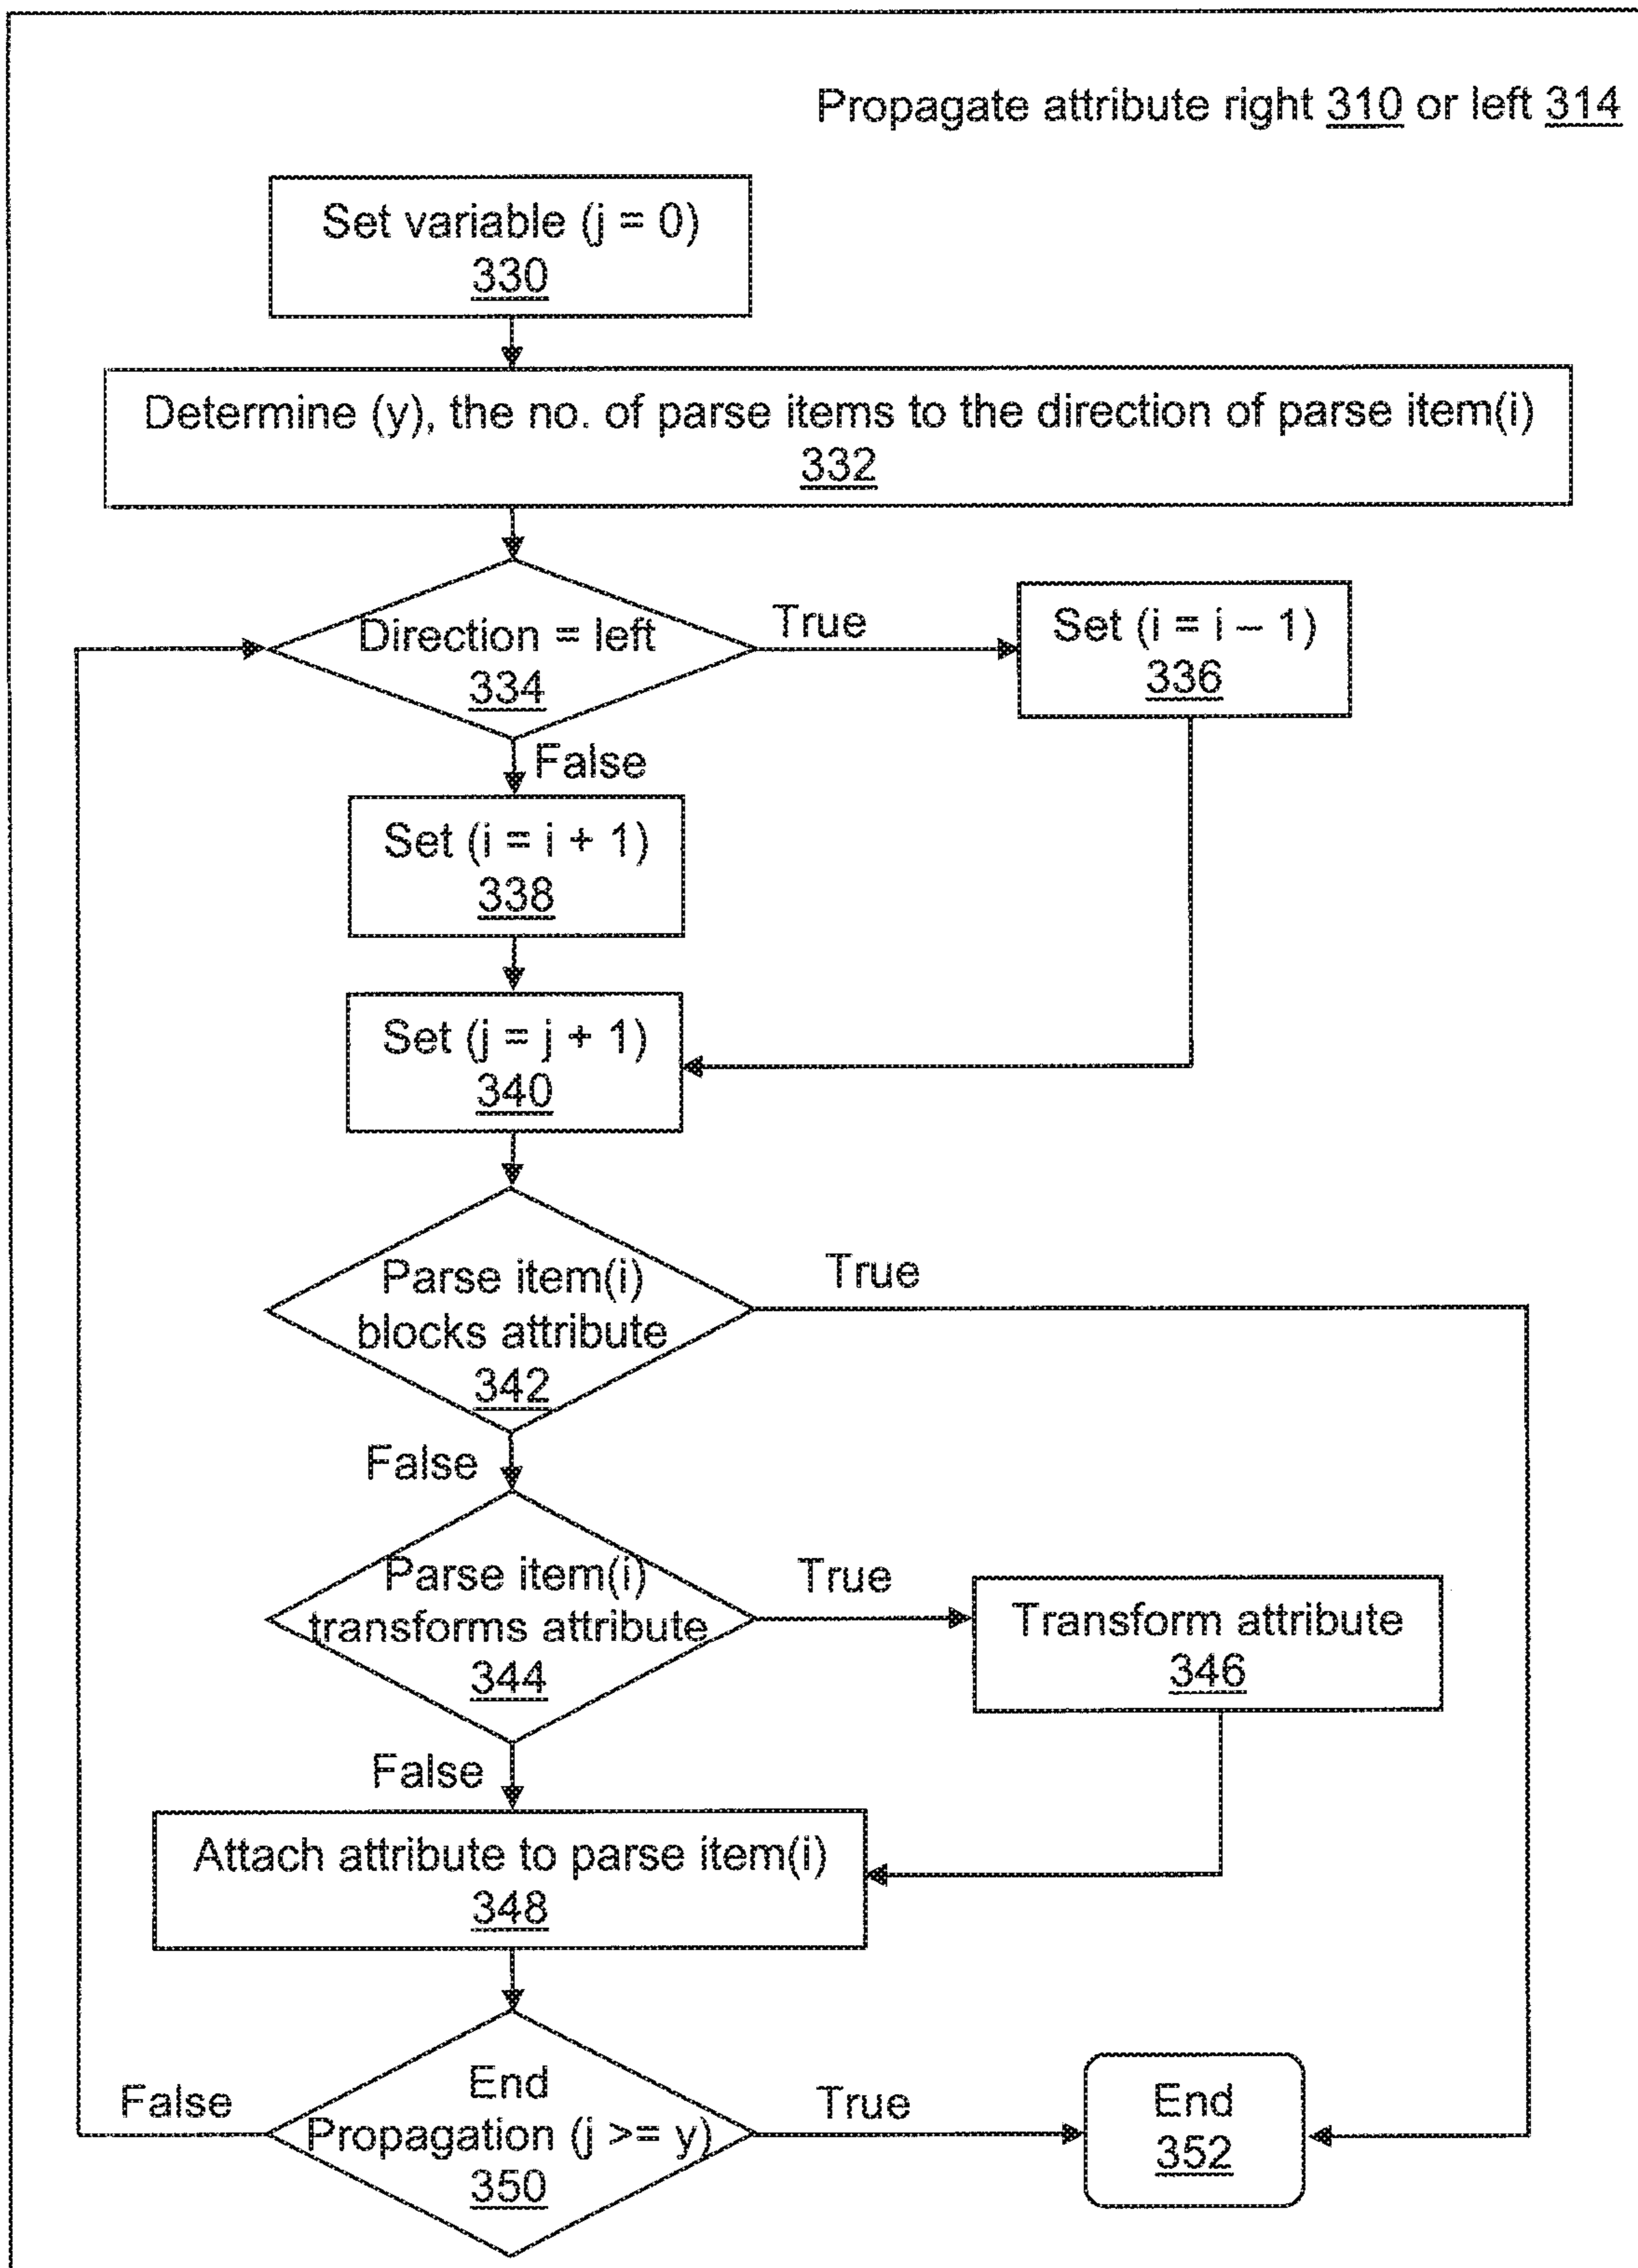 Propagate attribute right 310 or left 314
Set variable (j = 0)
330
Determine (y), the no. of parse items to the direction of parse item(i)
332
Direction = left
334
True
Set (i = i – 1)
336
False
Set (i = i + 1)
338
Set (j = j + 1)
340
Parse item(i)
blocks attribute
342
True
False
Parse item(i)
transforms attribute
344
True
Transform attribute
346
False
Attach attribute to parse item(i)
348
False
End
Propagation (j >= y)
350
True
End
352